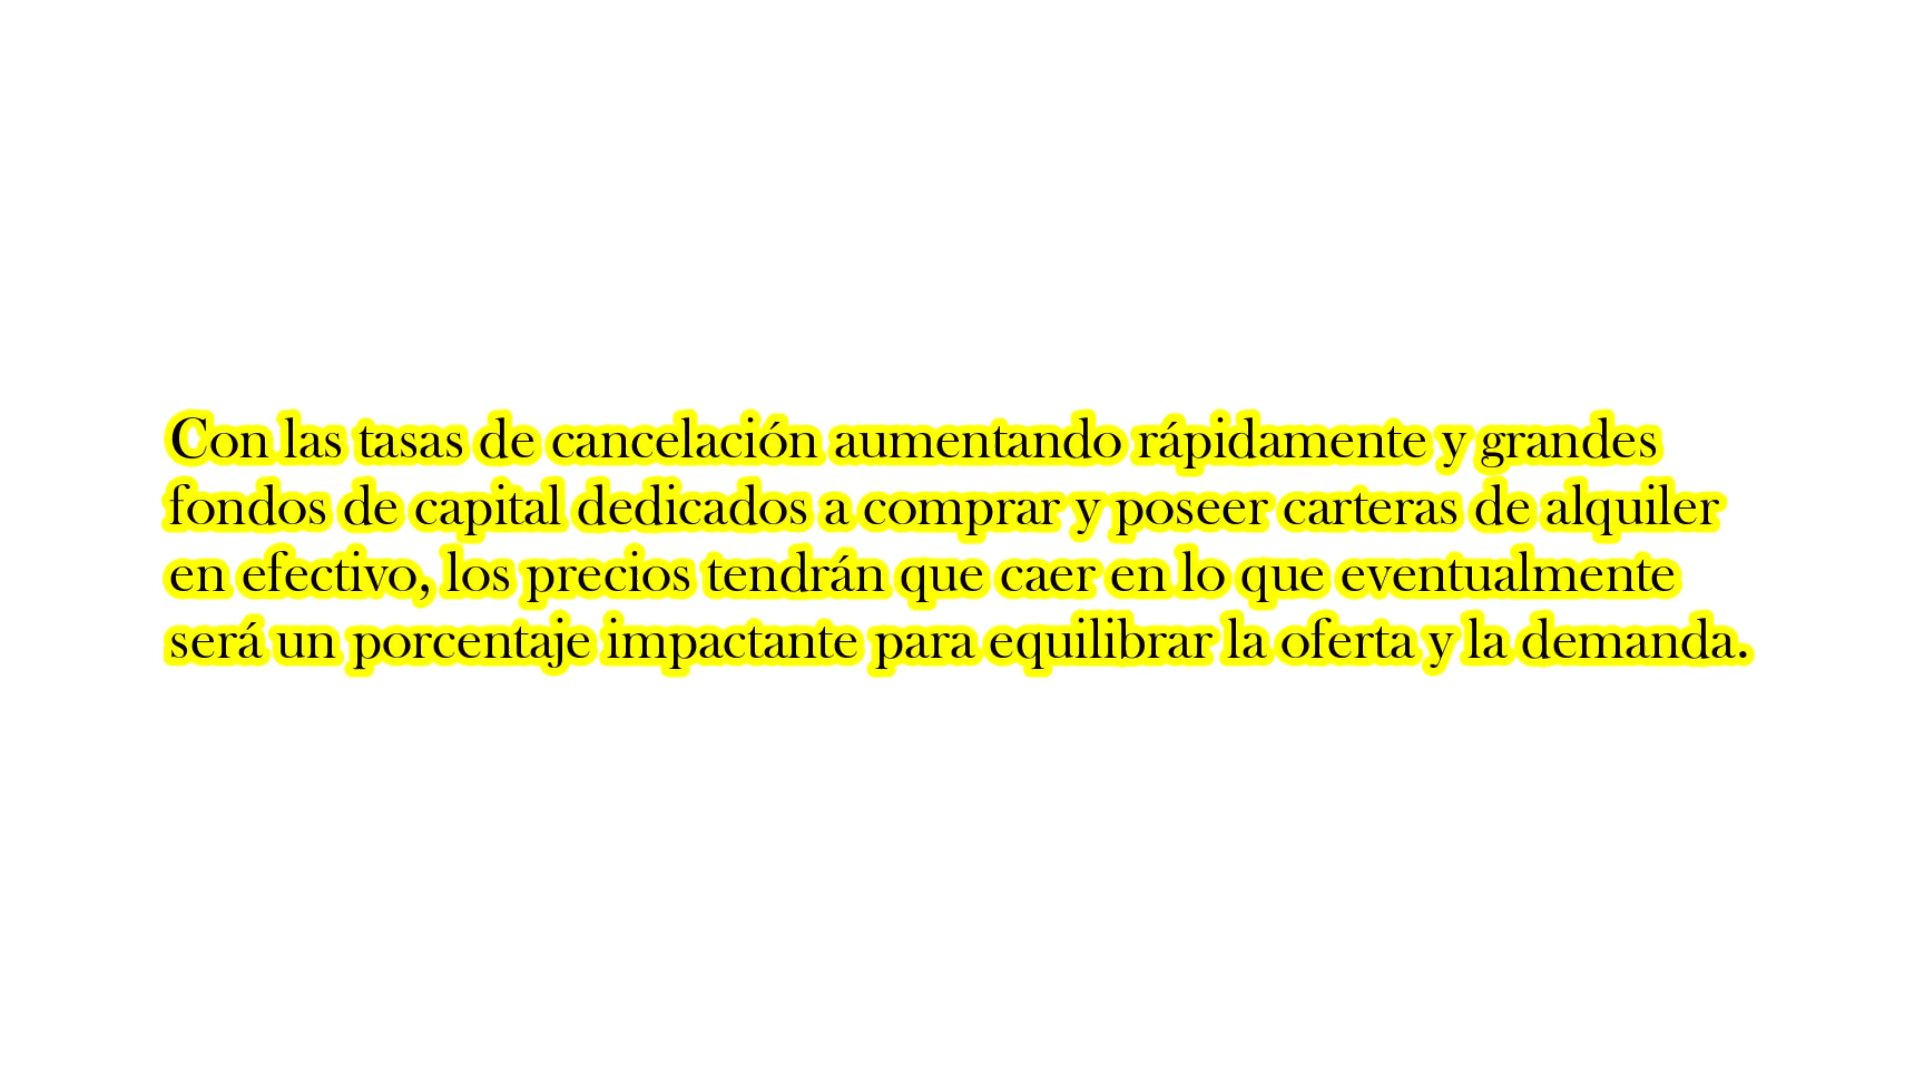 Con las tasas de cancelación aumentando rápidamente y grandes
fondos de capital dedicados a comprar y poseer carteras de alquiler
en efectivo, los precios tendrán que caer en lo que eventualmente
será un porcentaje impactante para equilibrar la oferta y la demanda.